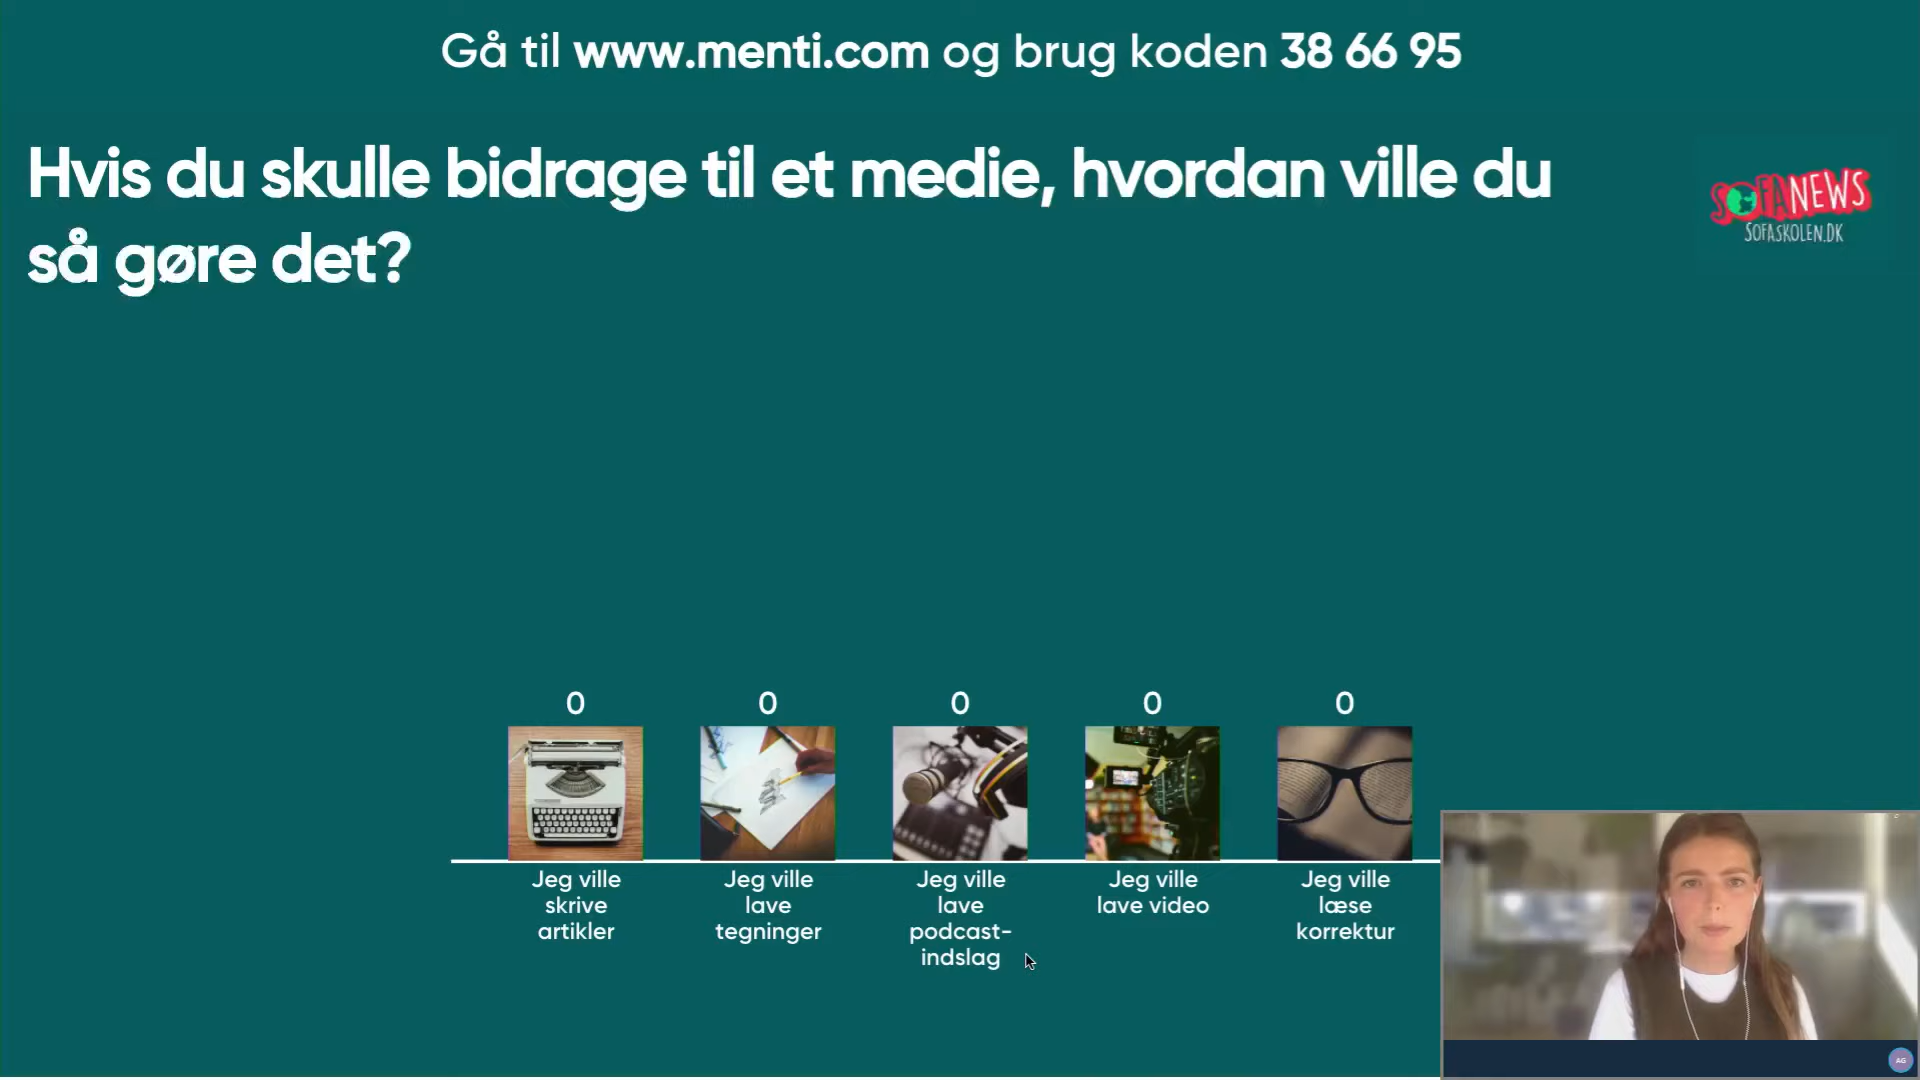 Gå til www.menti.com og brug koden 38 66 95
Hvis du skulle bidrage til et medie, hvordan ville du
så gøre det?
SOFANEWS
SOFASKOLEN.DK
0
0
0
0
0
Jeg ville
skrive
artikler
Jeg ville
lave
tegninger
Jeg ville
lave
podcast-
indslag
Jeg ville
lave video
Jeg ville
læse
korrektur
AG